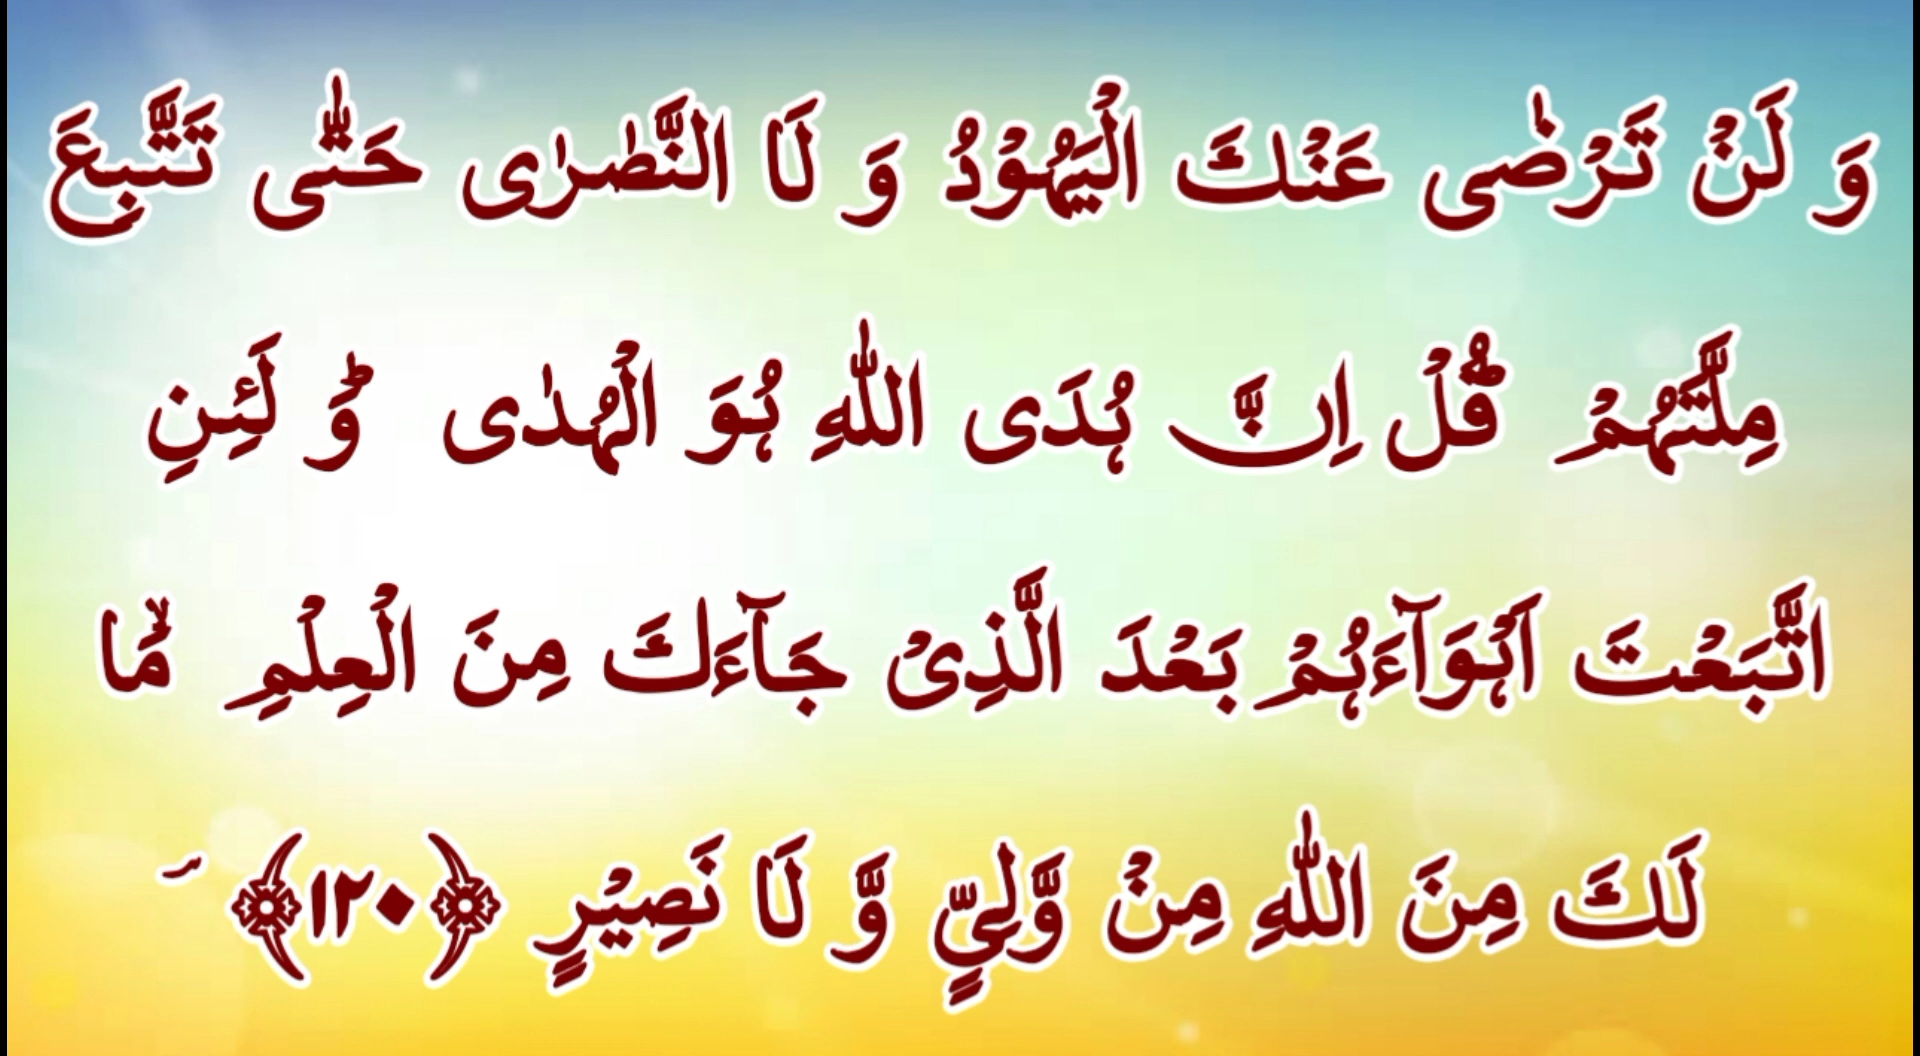 وَ لَنۡ تَرۡضٰی عَنۡکَ الۡیَہُوۡدُ وَ لَا النَّصٰرٰی حَتّٰی تَتَّبِعَ
مِلَّتَہُمۡ ؕ قُلۡ اِنَّ ہُدَی اللّٰہِ ہُوَ الۡہُدٰی ؕ وَ لَئِنِ
اتَّبَعۡتَ اَہۡوَآءَہُمۡ بَعۡدَ الَّذِیۡ جَآءَکَ مِنَ الۡعِلۡمِ ۙ مَا
لَکَ مِنَ اللّٰہِ مِنۡ وَّلِیٍّ وَّ لَا نَصِیۡرٍ ﴿۱۲۰﴾ؔ